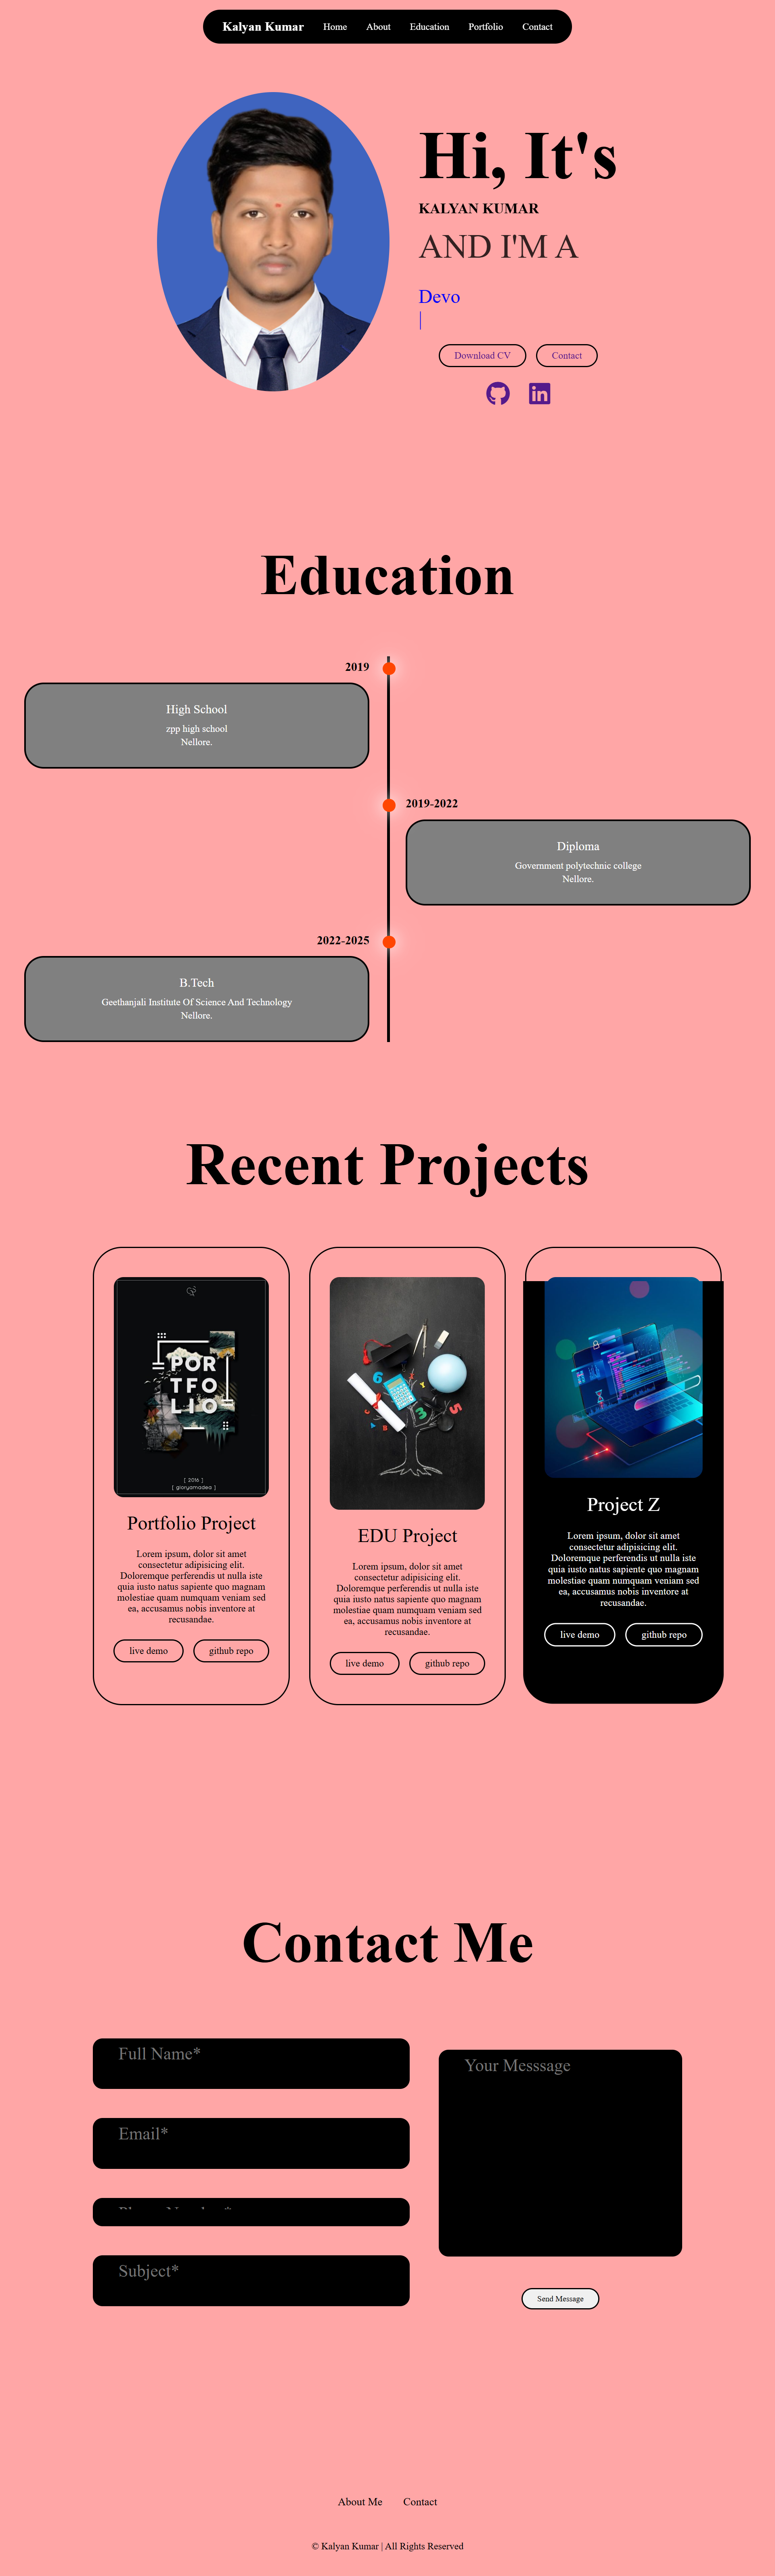 Kalyan Kumar Home About Education Portfolio Contact
Hi, It's
KALYAN KUMAR
AND I'M A
Devo
|
Download CV Contact
Education
2019
High School
zpp high school
Nellore.
2019-2022
Diploma
Government polytechnic college
Nellore.
2022-2025
B.Tech
Geethanjali Institute Of Science And Technology
Nellore.
Recent Projects
POR
TFO
LIO
[ 2016 ]
[ gloryamadea ]
Portfolio Project
Lorem ipsum, dolor sit amet
consectetur adipisicing elit.
Doloremque perferendis ut nulla iste
quia iusto natus sapiente quo magnam
molestiae quam numquam veniam sed
ea, accusamus nobis inventore at
recusandae.
live demo github repo
EDU Project
Lorem ipsum, dolor sit amet
consectetur adipisicing elit.
Doloremque perferendis ut nulla iste
quia iusto natus sapiente quo magnam
molestiae quam numquam veniam sed
ea, accusamus nobis inventore at
recusandae.
live demo github repo
Project Z
Lorem ipsum, dolor sit amet
consectetur adipisicing elit.
Doloremque perferendis ut nulla iste
quia iusto natus sapiente quo magnam
molestiae quam numquam veniam sed
ea, accusamus nobis inventore at
recusandae.
live demo github repo
Contact Me
Full Name*
Email*
Subject*
Your Messsage
Send Message
About Me Contact
© Kalyan Kumar | All Rights Reserved